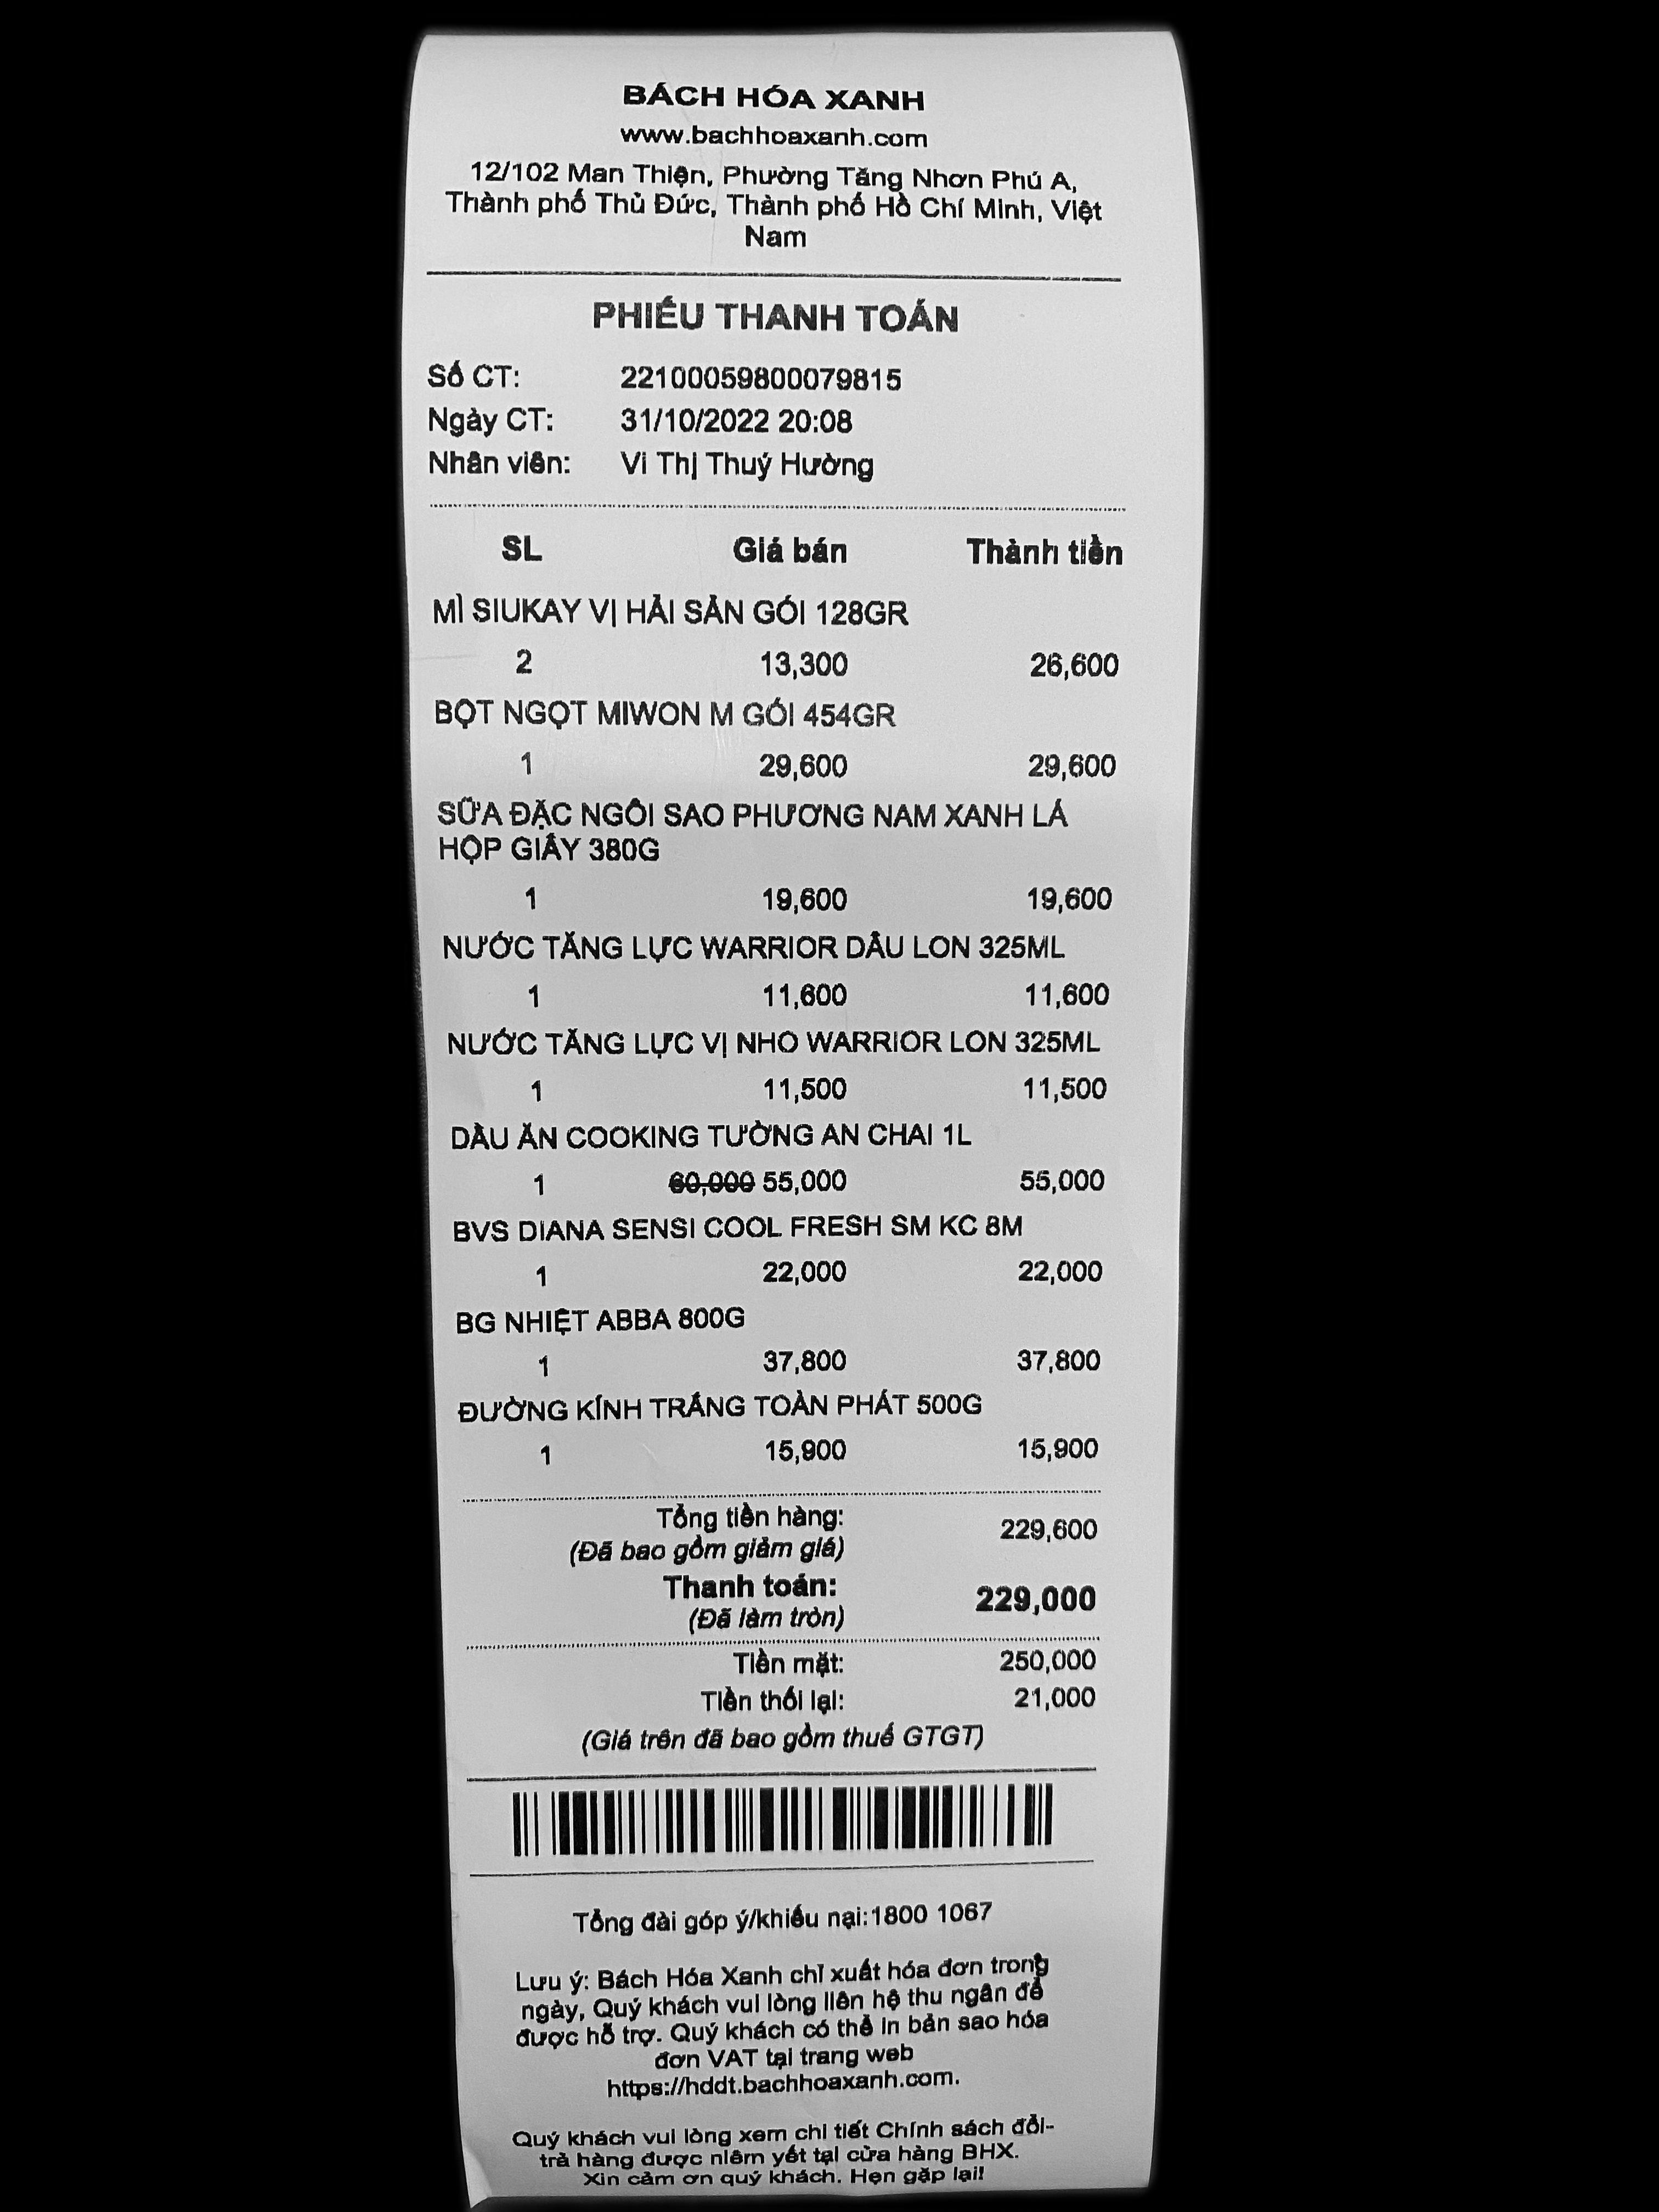 BÁCH HÓA XANH
www.bachhoaxanh.com
12/102 Man Thiện, Phường Tăng Nhơn Phú A,
Thành phố Thủ Đức, Thành phố Hồ Chí Minh, Việt
Nam
PHIẾU THANH TOÁN
Số CT: 22100059800079815
Ngày CT: 31/10/2022 20:08
Nhân viên: Vi Thị Thuý Hường
SL Giá bán Thành tiền
MÌ SIUKAY VỊ HẢI SẢN GÓI 128GR
2 13,300 26,600
BỘT NGỌT MIWON M GÓI 454GR
1 29,600 29,600
SỮA ĐẶC NGÔI SAO PHƯƠNG NAM XANH LÁ
HỘP GIẤY 380G
1 19,600 19,600
NƯỚC TĂNG LỰC WARRIOR DÂU LON 325ML
1 11,600 11,600
NƯỚC TĂNG LỰC VỊ NHO WARRIOR LON 325ML
1 11,500 11,500
DẦU ĂN COOKING TƯỜNG AN CHAI 1L
1 60,000 55,000 55,000
BVS DIANA SENSI COOL FRESH SM KC 8M
1 22,000 22,000
BG NHIỆT ABBA 800G
1 37,800 37,800
ĐƯỜNG KÍNH TRẮNG TOÀN PHÁT 500G
1 15,900 15,900
Tổng tiền hàng: 229,600
(Đã bao gồm giảm giá)
Thanh toán: 229,000
(Đã làm tròn)
Tiền mặt: 250,000
Tiền thối lại: 21,000
(Giá trên đã bao gồm thuế GTGT)
Tổng đài góp ý/khiếu nại:1800 1067
Lưu ý: Bách Hóa Xanh chỉ xuất hóa đơn trong
ngày, Quý khách vui lòng liên hệ thu ngân để
được hỗ trợ. Quý khách có thể in bản sao hóa
đơn VAT tại trang web
https://hddt.bachhoaxanh.com.
Quý khách vui lòng xem chi tiết Chính sách đổi-
trả hàng được niêm yết tại cửa hàng BHX.
Xin cảm ơn quý khách. Hẹn gặp lại!